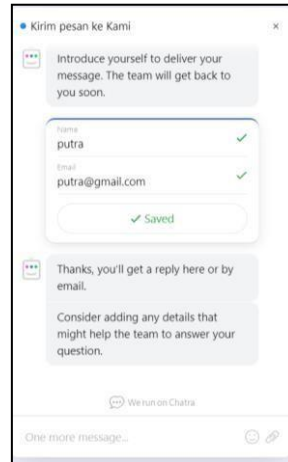 Kirim pesan ke Kami ×
Introduce yourself to deliver your
message. The team will get back to
you soon.
Name
putra
Email
putra@gmail.com
✓ Saved
Thanks, you'll get a reply here or by
email.
Consider adding any details that
might help the team to answer your
question.
We run on Chatra
One more message...